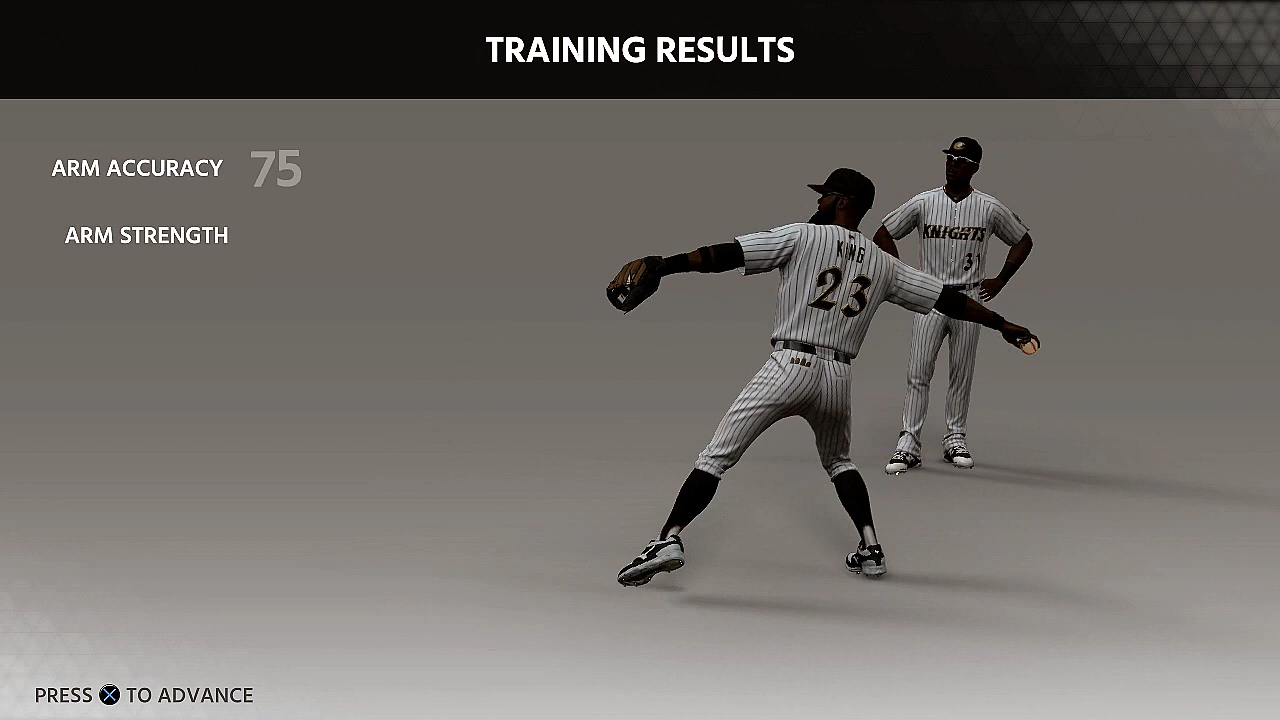 TRAINING RESULTS
ARM ACCURACY 75
ARM STRENGTH
KING
23
KNIGHTS
31
PRESS X TO ADVANCE